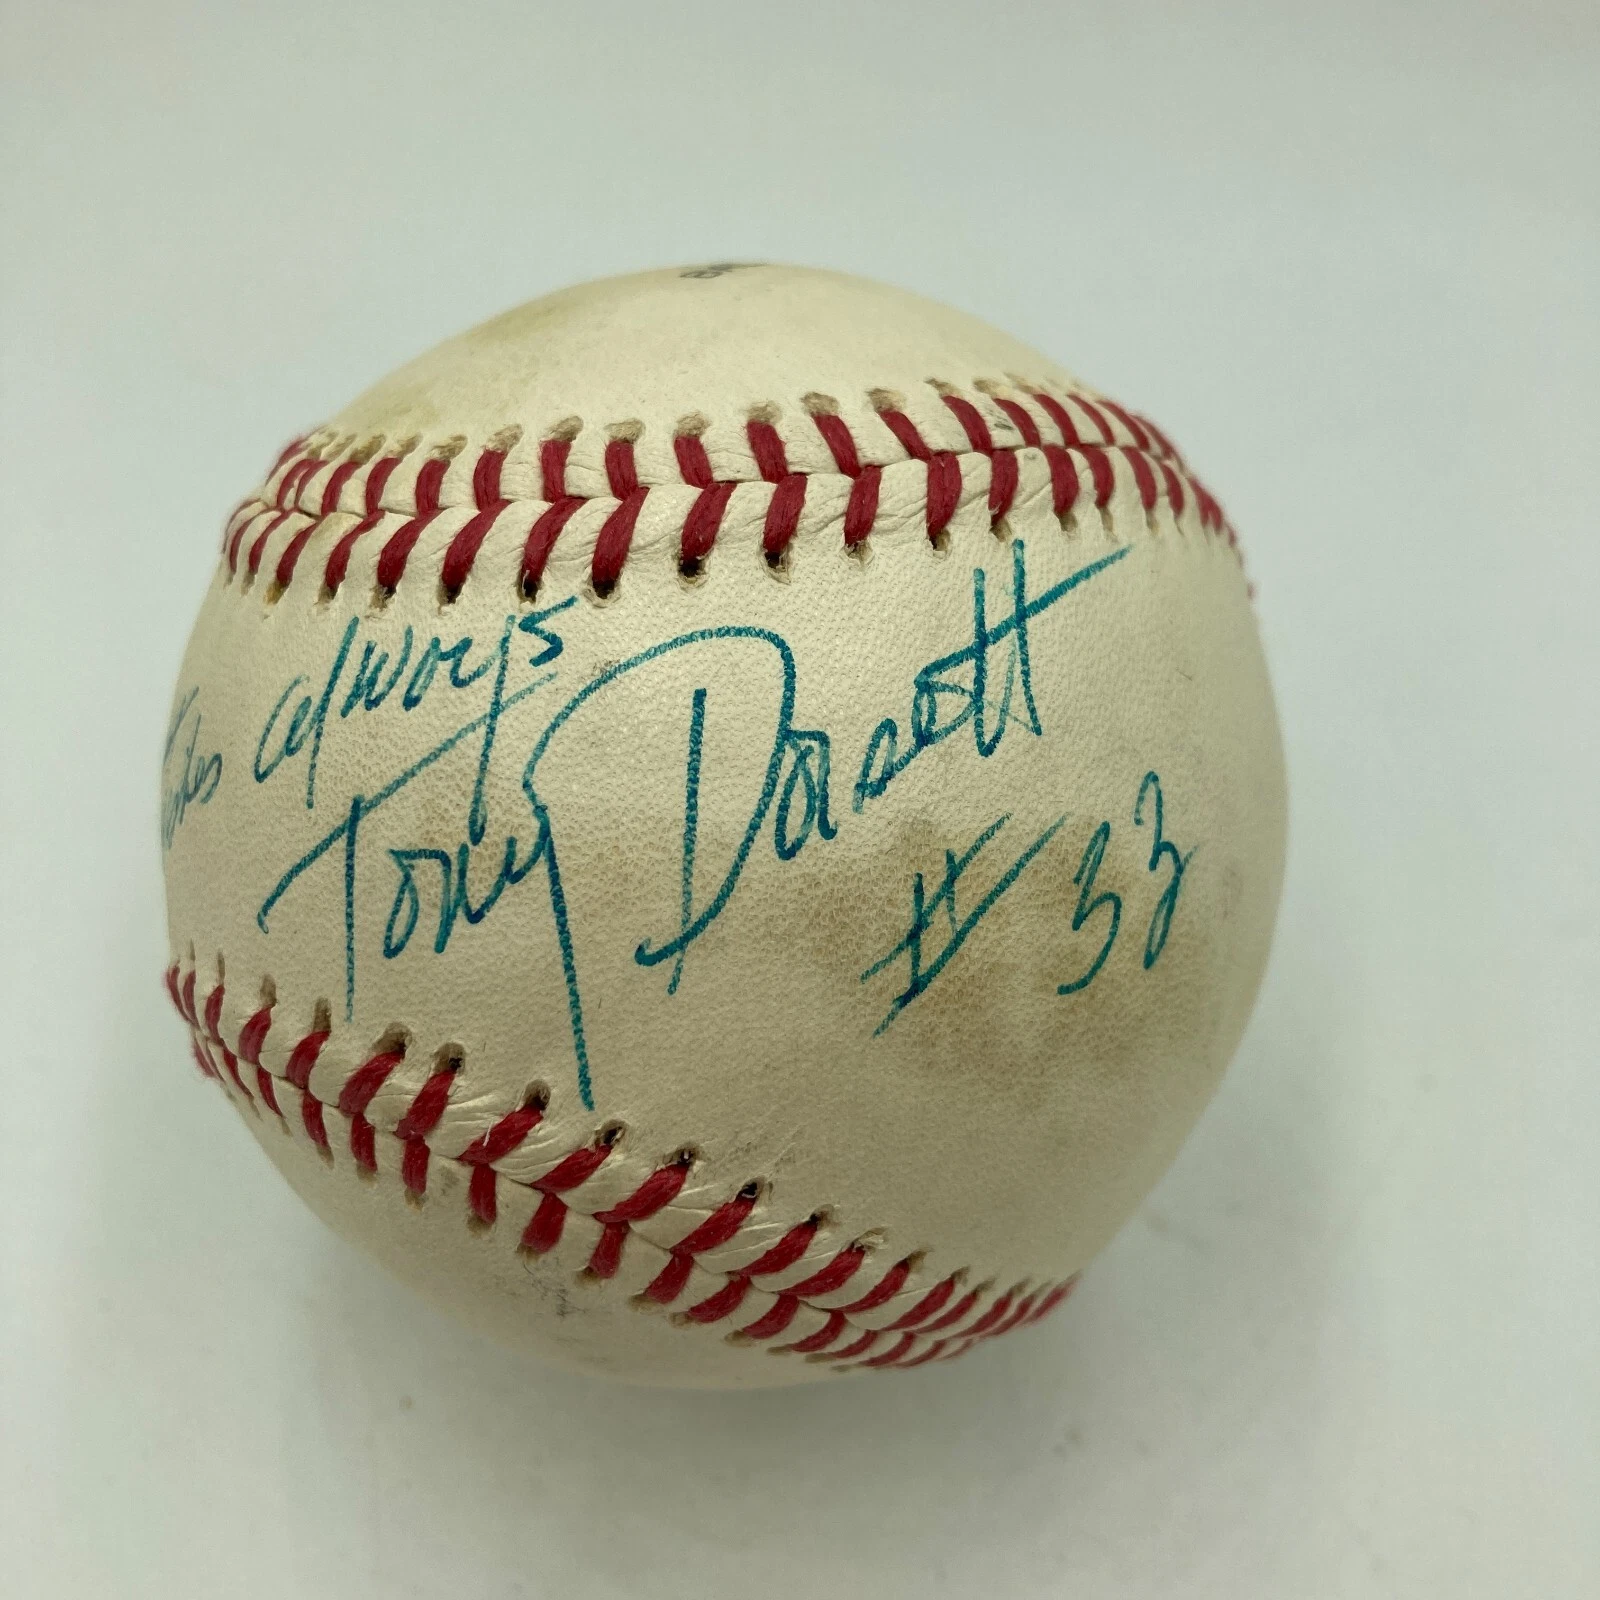 always
Tony Dorsett
#33